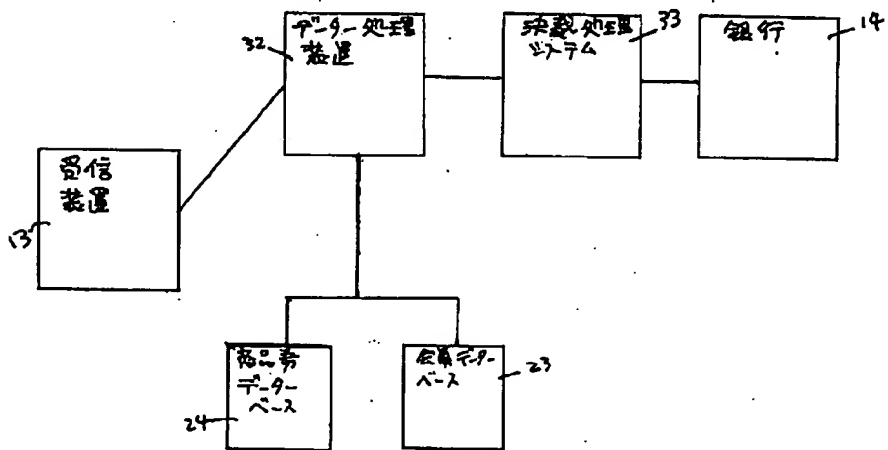 データー処理
装置
32
決裁処理
システム
33
銀行
14
受信
装置
13
商品券
データー
ベース
24
会員データー
ベース
23